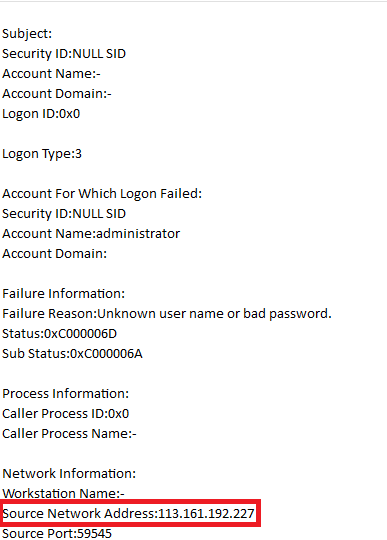 Subject:
Security ID:NULL SID
Account Name:-
Account Domain:-
Logon ID:0x0
Logon Type:3
Account For Which Logon Failed:
Security ID:NULL SID
Account Name:administrator
Account Domain:
Failure Information:
Failure Reason:Unknown user name or bad password.
Status:0xC000006D
Sub Status:0xC000006A
Process Information:
Caller Process ID:0x0
Caller Process Name:-
Network Information:
Workstation Name:-
Source Network Address:113.161.192.227
Source Port:59545